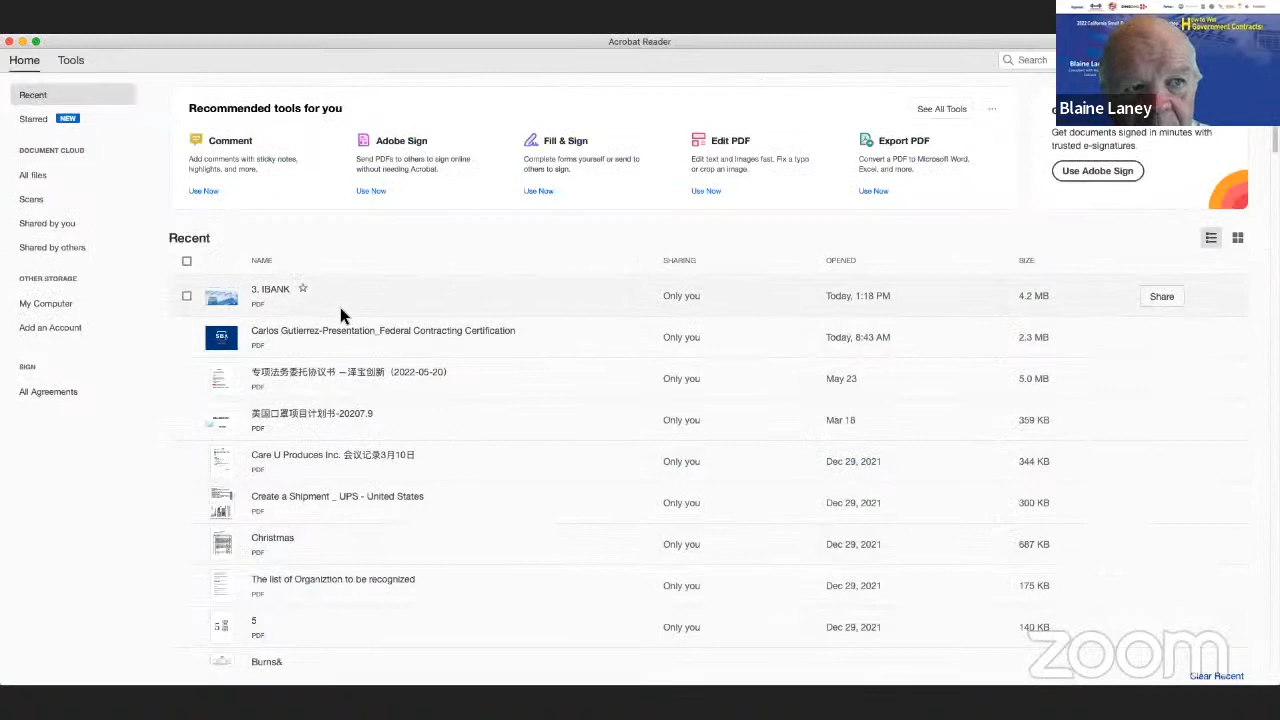 Acrobat Reader
Home Tools
Search
Recent
Starred NEW
DOCUMENT CLOUD
All files
Scans
Shared by you
Shared by others
OTHER STORAGE
My Computer
Add an Account
SIGN
All Agreements
Recommended tools for you
See All Tools ...
Comment
Add comments with sticky notes,
highlights, and more.
Use Now
Adobe Sign
Send PDFs to others to sign online
without needing Acrobat.
Use Now
Fill & Sign
Complete forms yourself or send to
others to sign.
Use Now
Edit PDF
Edit text and images fast. Fix a typo
or crop an image.
Use Now
Export PDF
Convert a PDF to Microsoft Word,
Excel, and more.
Use Now
2022 California Small
How to Win
Government Contracts
Blaine La
Blaine Laney
Get documents signed in minutes with
trusted e-signatures.
Use Adobe Sign
Recent
NAME SHARING OPENED SIZE
3. IBANK Only you Today, 1:18 PM 4.2 MB Share
PDF
SBA
Carlos Gutierrez-Presentation_Federal Contracting Certification Only you Today, 8:43 AM 2.3 MB
PDF
专项法务委托协议书 —泽宝创新（2022-05-20） Only you May 23 5.0 MB
PDF
美国口罩项目计划书-20207.9 Only you Mar 18 359 KB
PDF
Care U Produces Inc. 会议记录3月10日 Only you Dec 29, 2021 344 KB
PDF
Create a Shipment _ UPS - United States Only you Dec 29, 2021 300 KB
PDF
Christmas Only you Dec 29, 2021 687 KB
PDF
The list of Organiztion to be recognized Only you Dec 29, 2021 175 KB
PDF
5 Only you Dec 29, 2021 140 KB
PDF
Burns&
zoom
Clear Recent